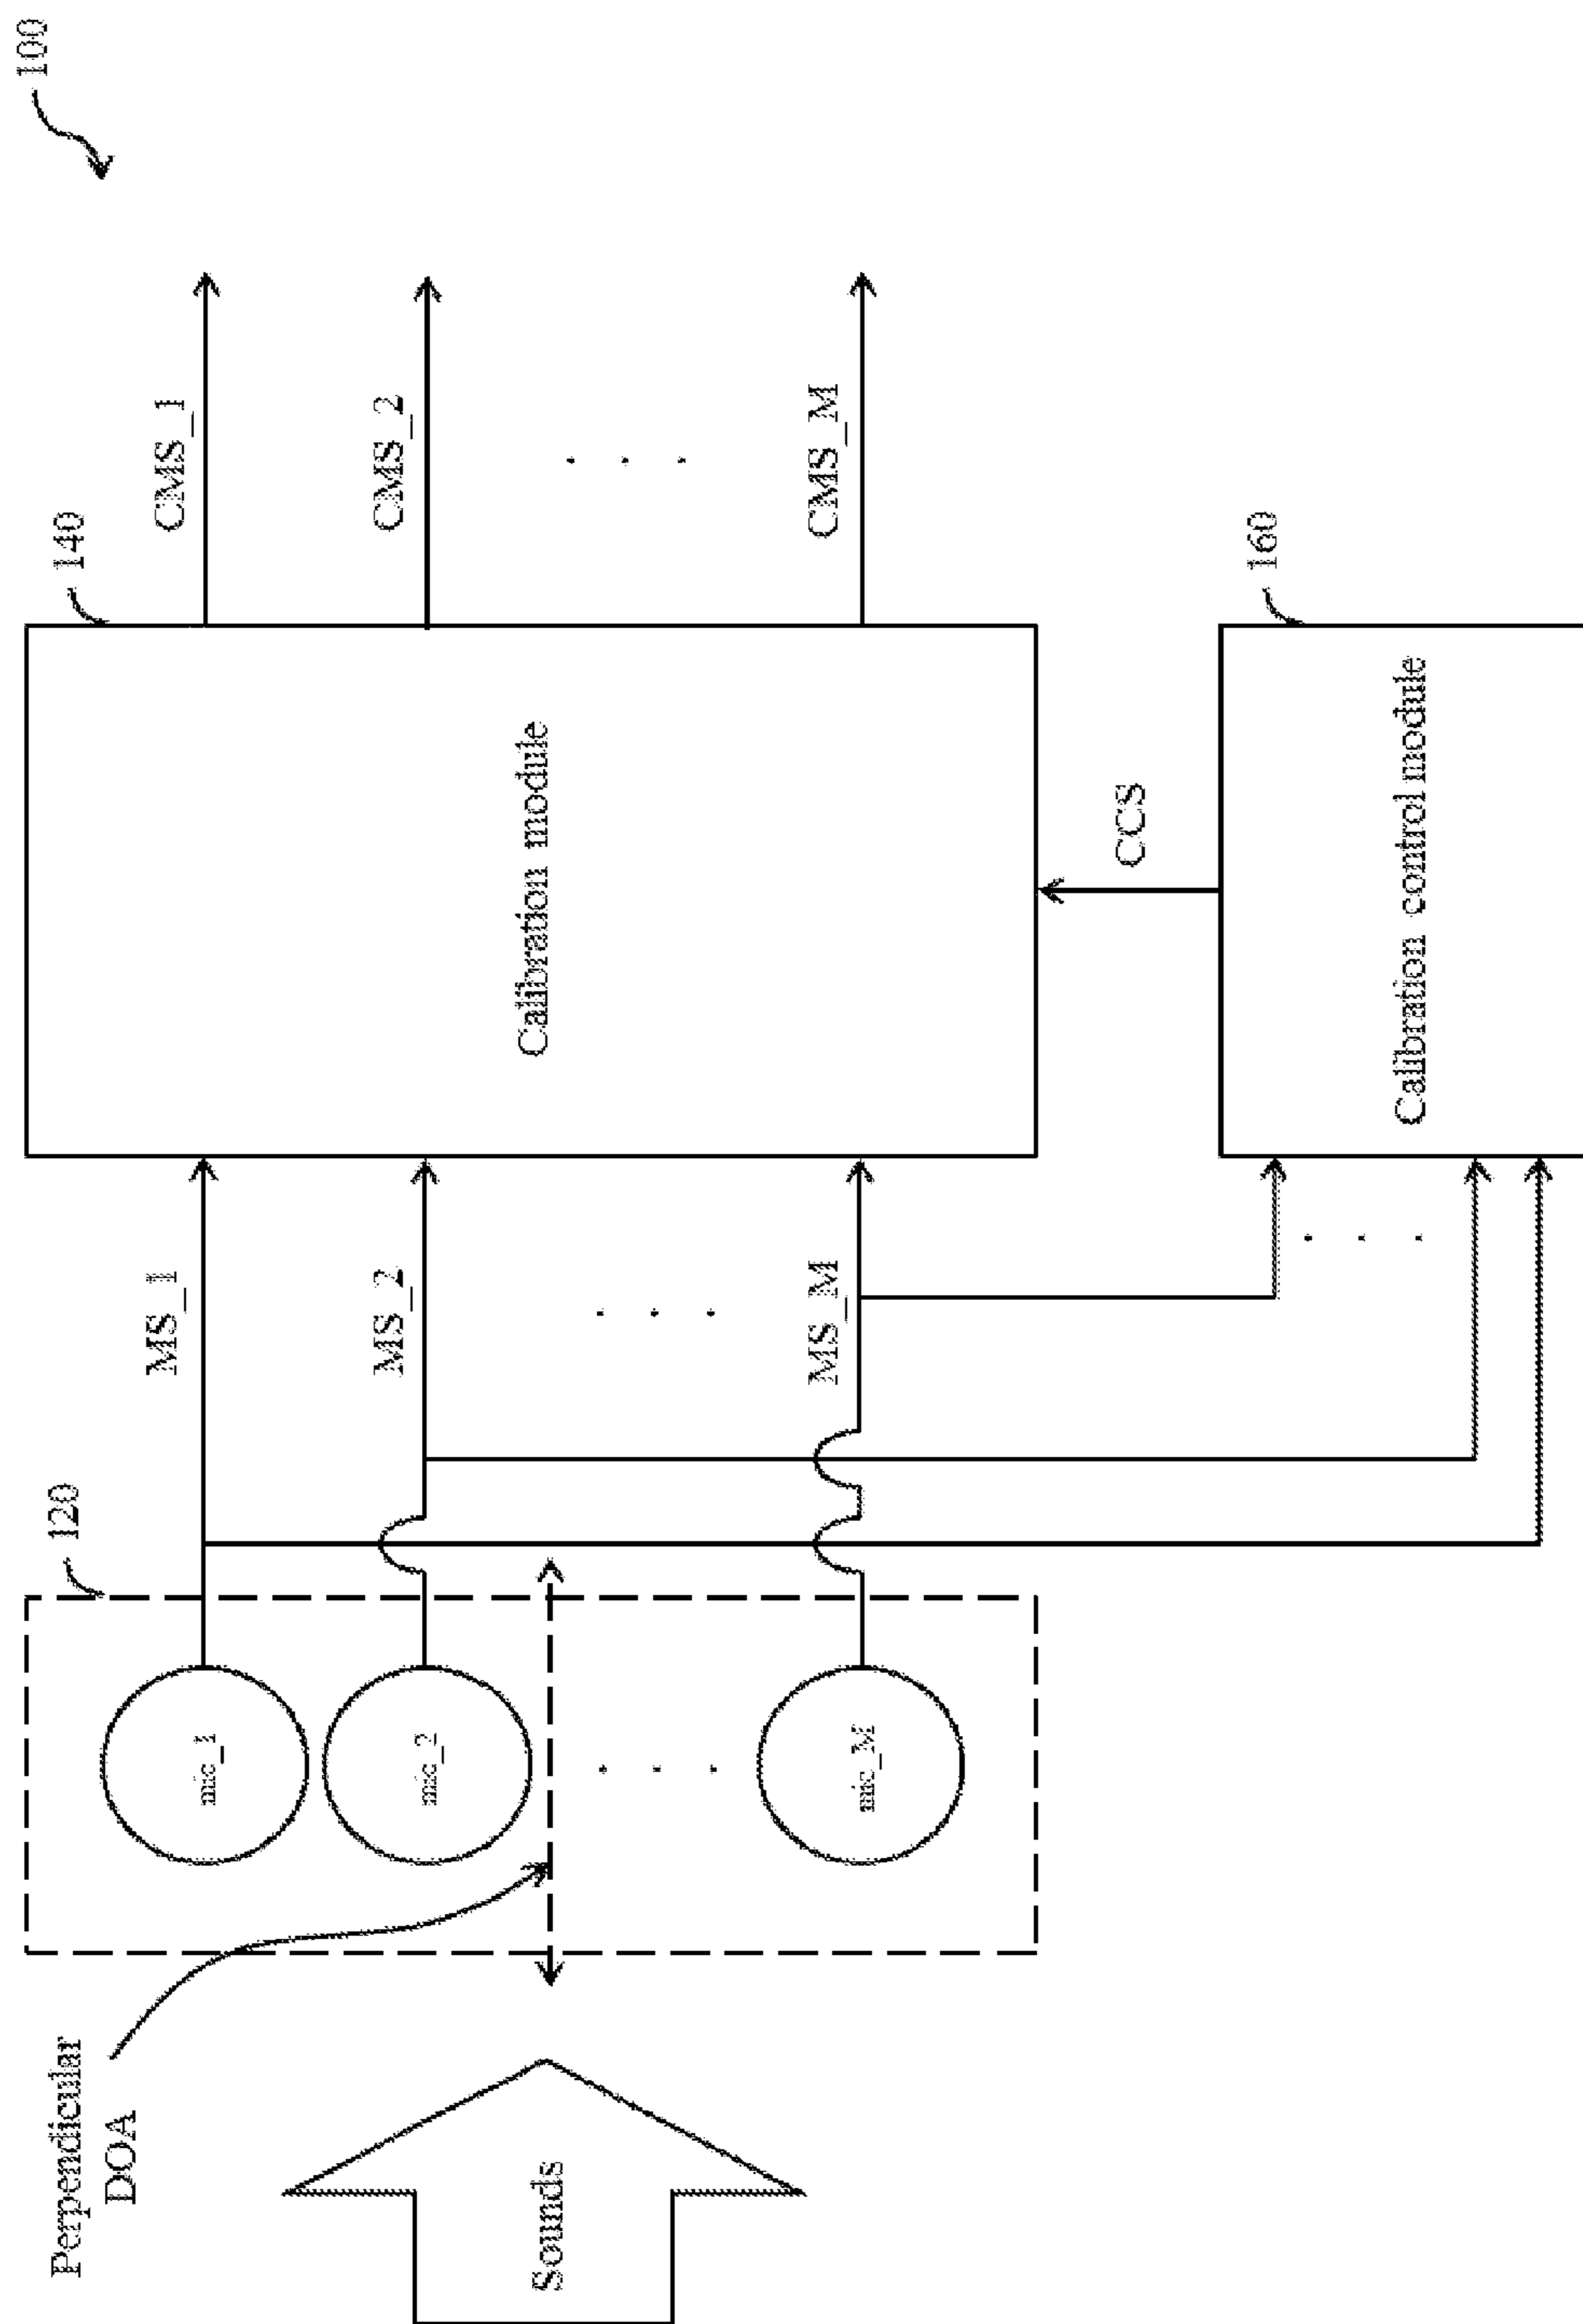 100
120
140
160
Perpendicular
DOA
Sounds
mic_1
mic_2
. . .
mic_M
MS_1
MS_2
. . .
MS_M
. . .
Calibration module
CCS
Calibration control module
CMS_1
CMS_2
. . .
CMS_M